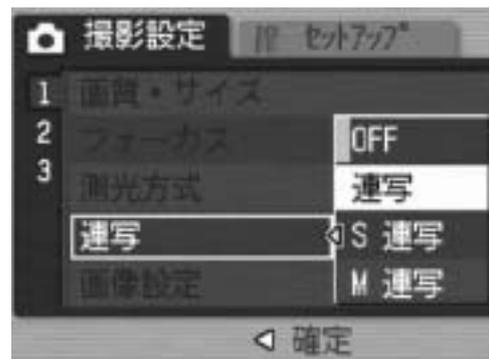 撮影設定 セットアップ
1 画質・サイズ
2 フォーカス OFF
3 測光方式 連写
連写 S 連写
画像設定 M 連写
確定